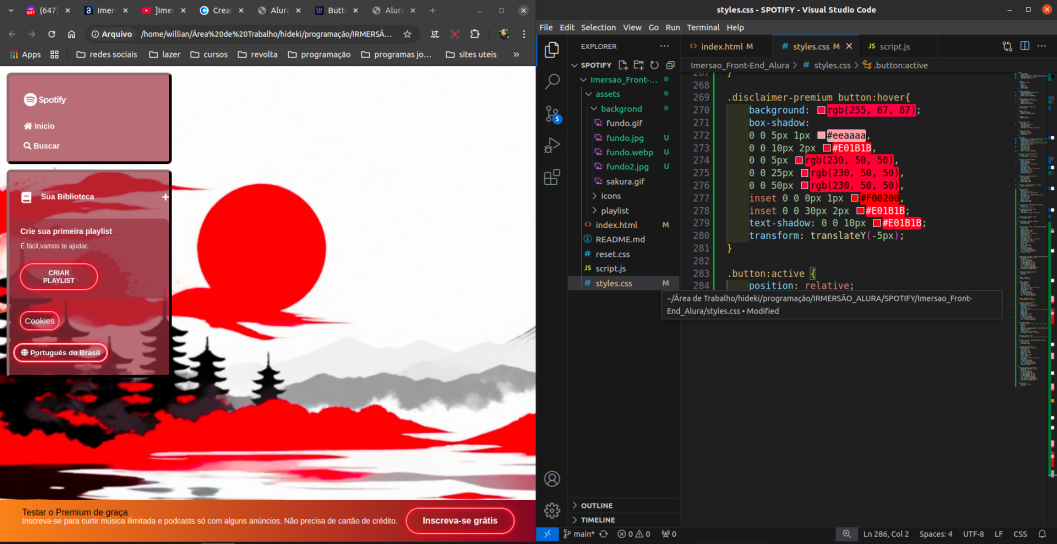 (647)
Imer
]Ime
Creat
Alura
Butt
Alura
Arquivo /home/willian/Área%20de%20Trabalho/hideki/programação/IRMERSÃ...
Apps
redes sociais
lazer
cursos
revolta
programação
programas jo...
sites uteis
Spotify
Inicio
Buscar
Sua Biblioteca +
Crie sua primeira playlist
É fácil,vamos te ajudar.
CRIAR
PLAYLIST
Cookies
Português do Brasil
Testar o Premium de graça
Inscreva-se para curtir música ilimitada e podcasts só com alguns anúncios. Não precisa de cartão de crédito.
Inscreva-se grátis
styles.css - SPOTIFY - Visual Studio Code
File Edit Selection View Go Run Terminal Help
EXPLORER
SPOTIFY
Imersao_Front-...
assets
backgrond
fundo.gif
fundo.jpg U
fundo.webp U
fundo2.jpg U
sakura.gif
icons
playlist
index.html M
README.md
reset.css
script.js
styles.css M
OUTLINE
TIMELINE
5
index.html M
styles.css M
script.js
Imersao_Front-End_Alura > # styles.css > .button:active
267 }
268
269 .disclaimer-premium button:hover{
270 background: rgb(255, 67, 67);
271 box-shadow:
272 0 0 5px 1px #eeaaaa,
273 0 0 10px 2px #E01B1B,
274 0 0 5px rgb(230, 50, 50),
275 0 0 25px rgb(230, 50, 50),
276 0 0 50px rgb(230, 50, 50),
277 inset 0 0 0px 1px #F00200,
278 inset 0 0 30px 2px #E01B1B;
279 text-shadow: 0 0 10px #E01B1B;
280 transform: translateY(-5px);
281 }
282
283 .button:active {
284 position: relative;
~/Área de Trabalho/hideki/programação/IRMERSÃO_ALURA/SPOTIFY/Imersao_Front-
End_Alura/styles.css • Modified
main*
0 0
0
Ln 286, Col 2
Spaces: 4
UTF-8
LF
CSS